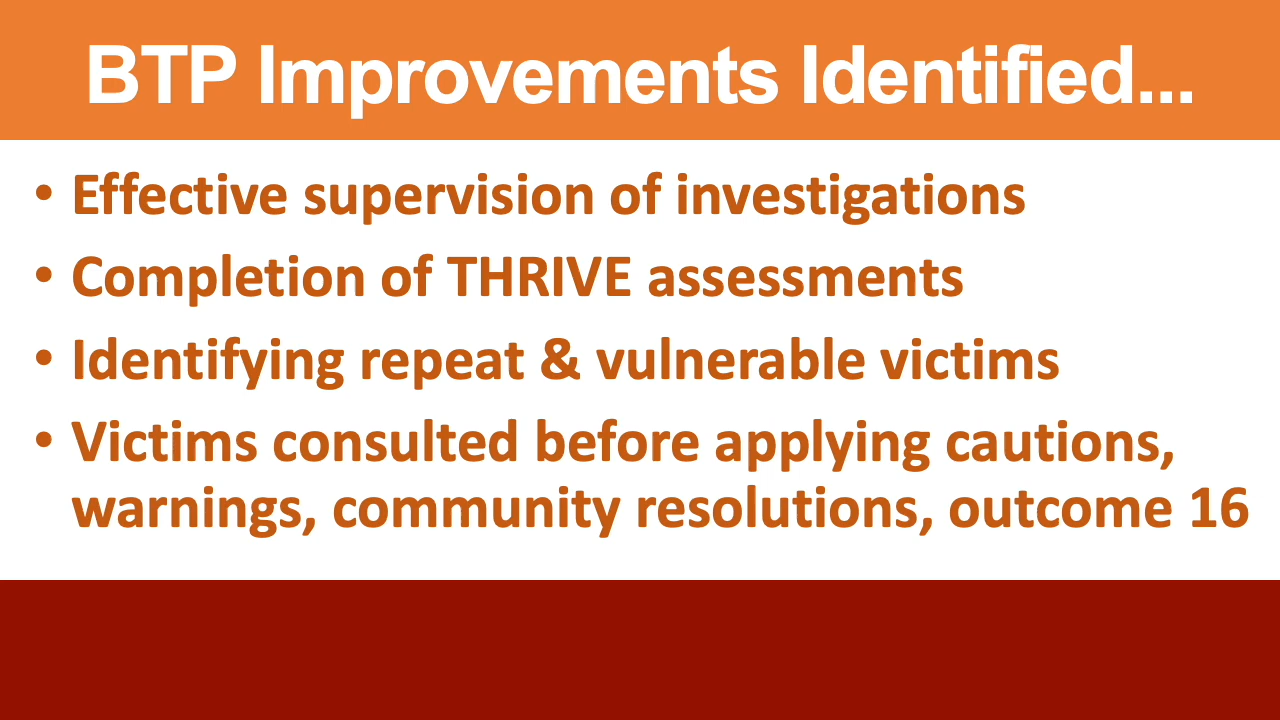 BTP Improvements Identified...
• Effective supervision of investigations
• Completion of THRIVE assessments
• Identifying repeat & vulnerable victims
• Victims consulted before applying cautions,
warnings, community resolutions, outcome 16